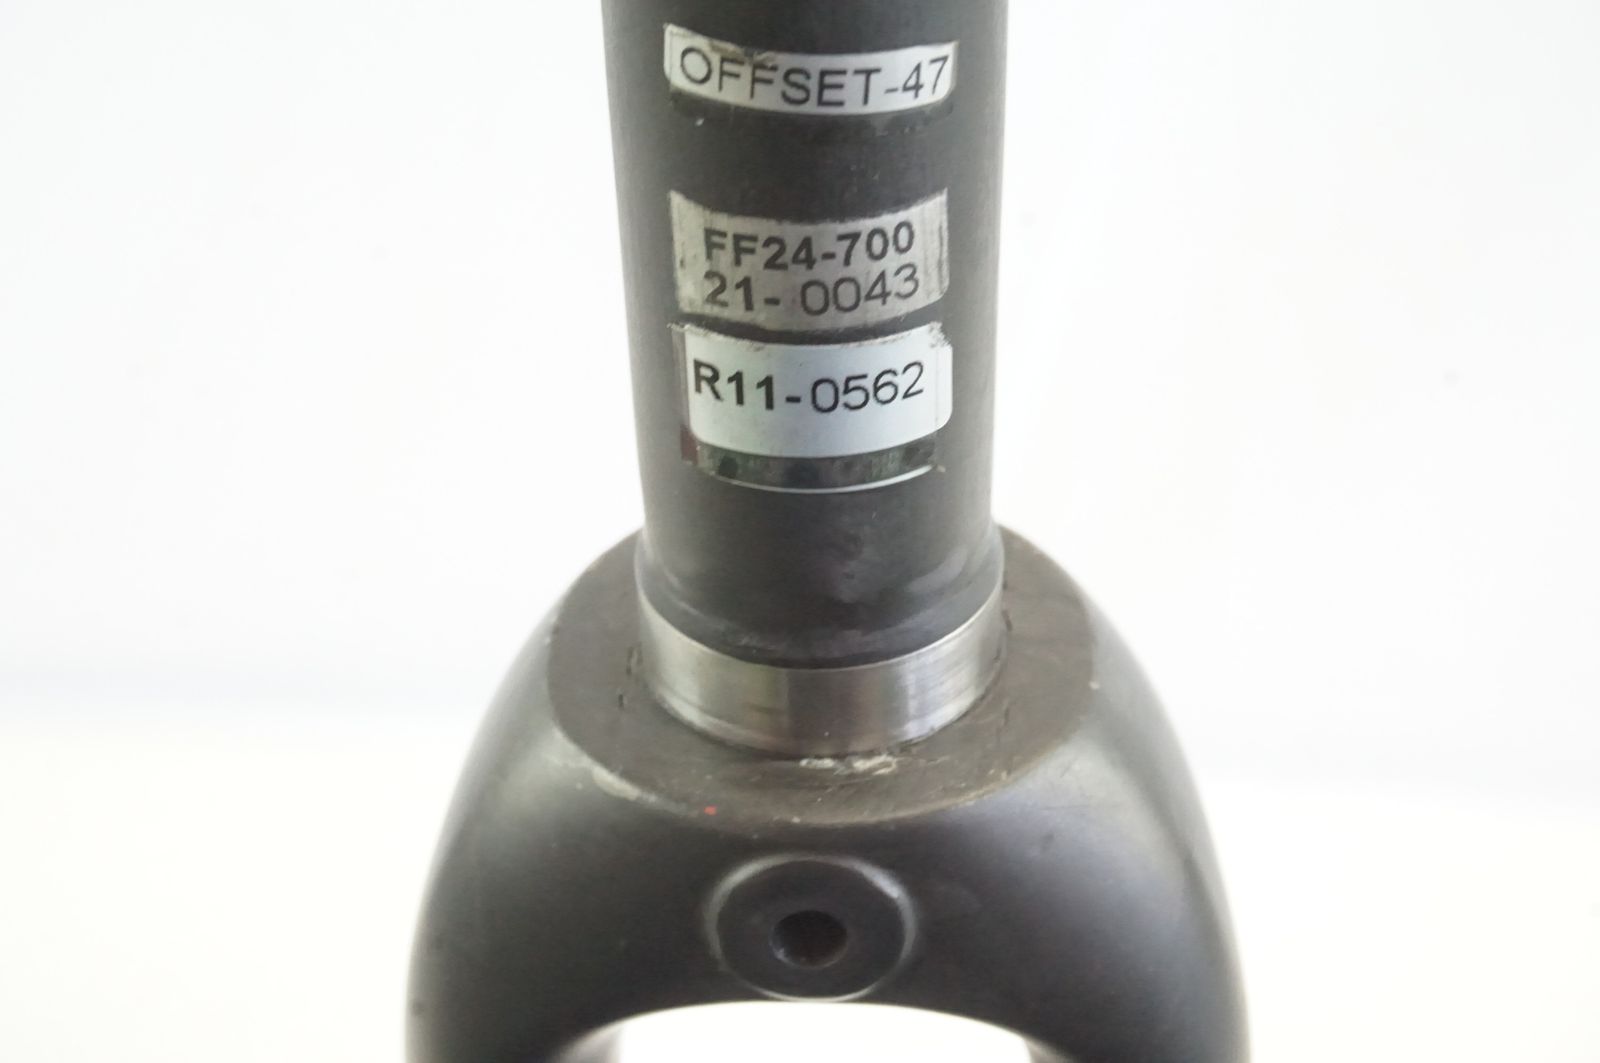 OFFSET-47
FF24-700
21- 0043
R11-0562